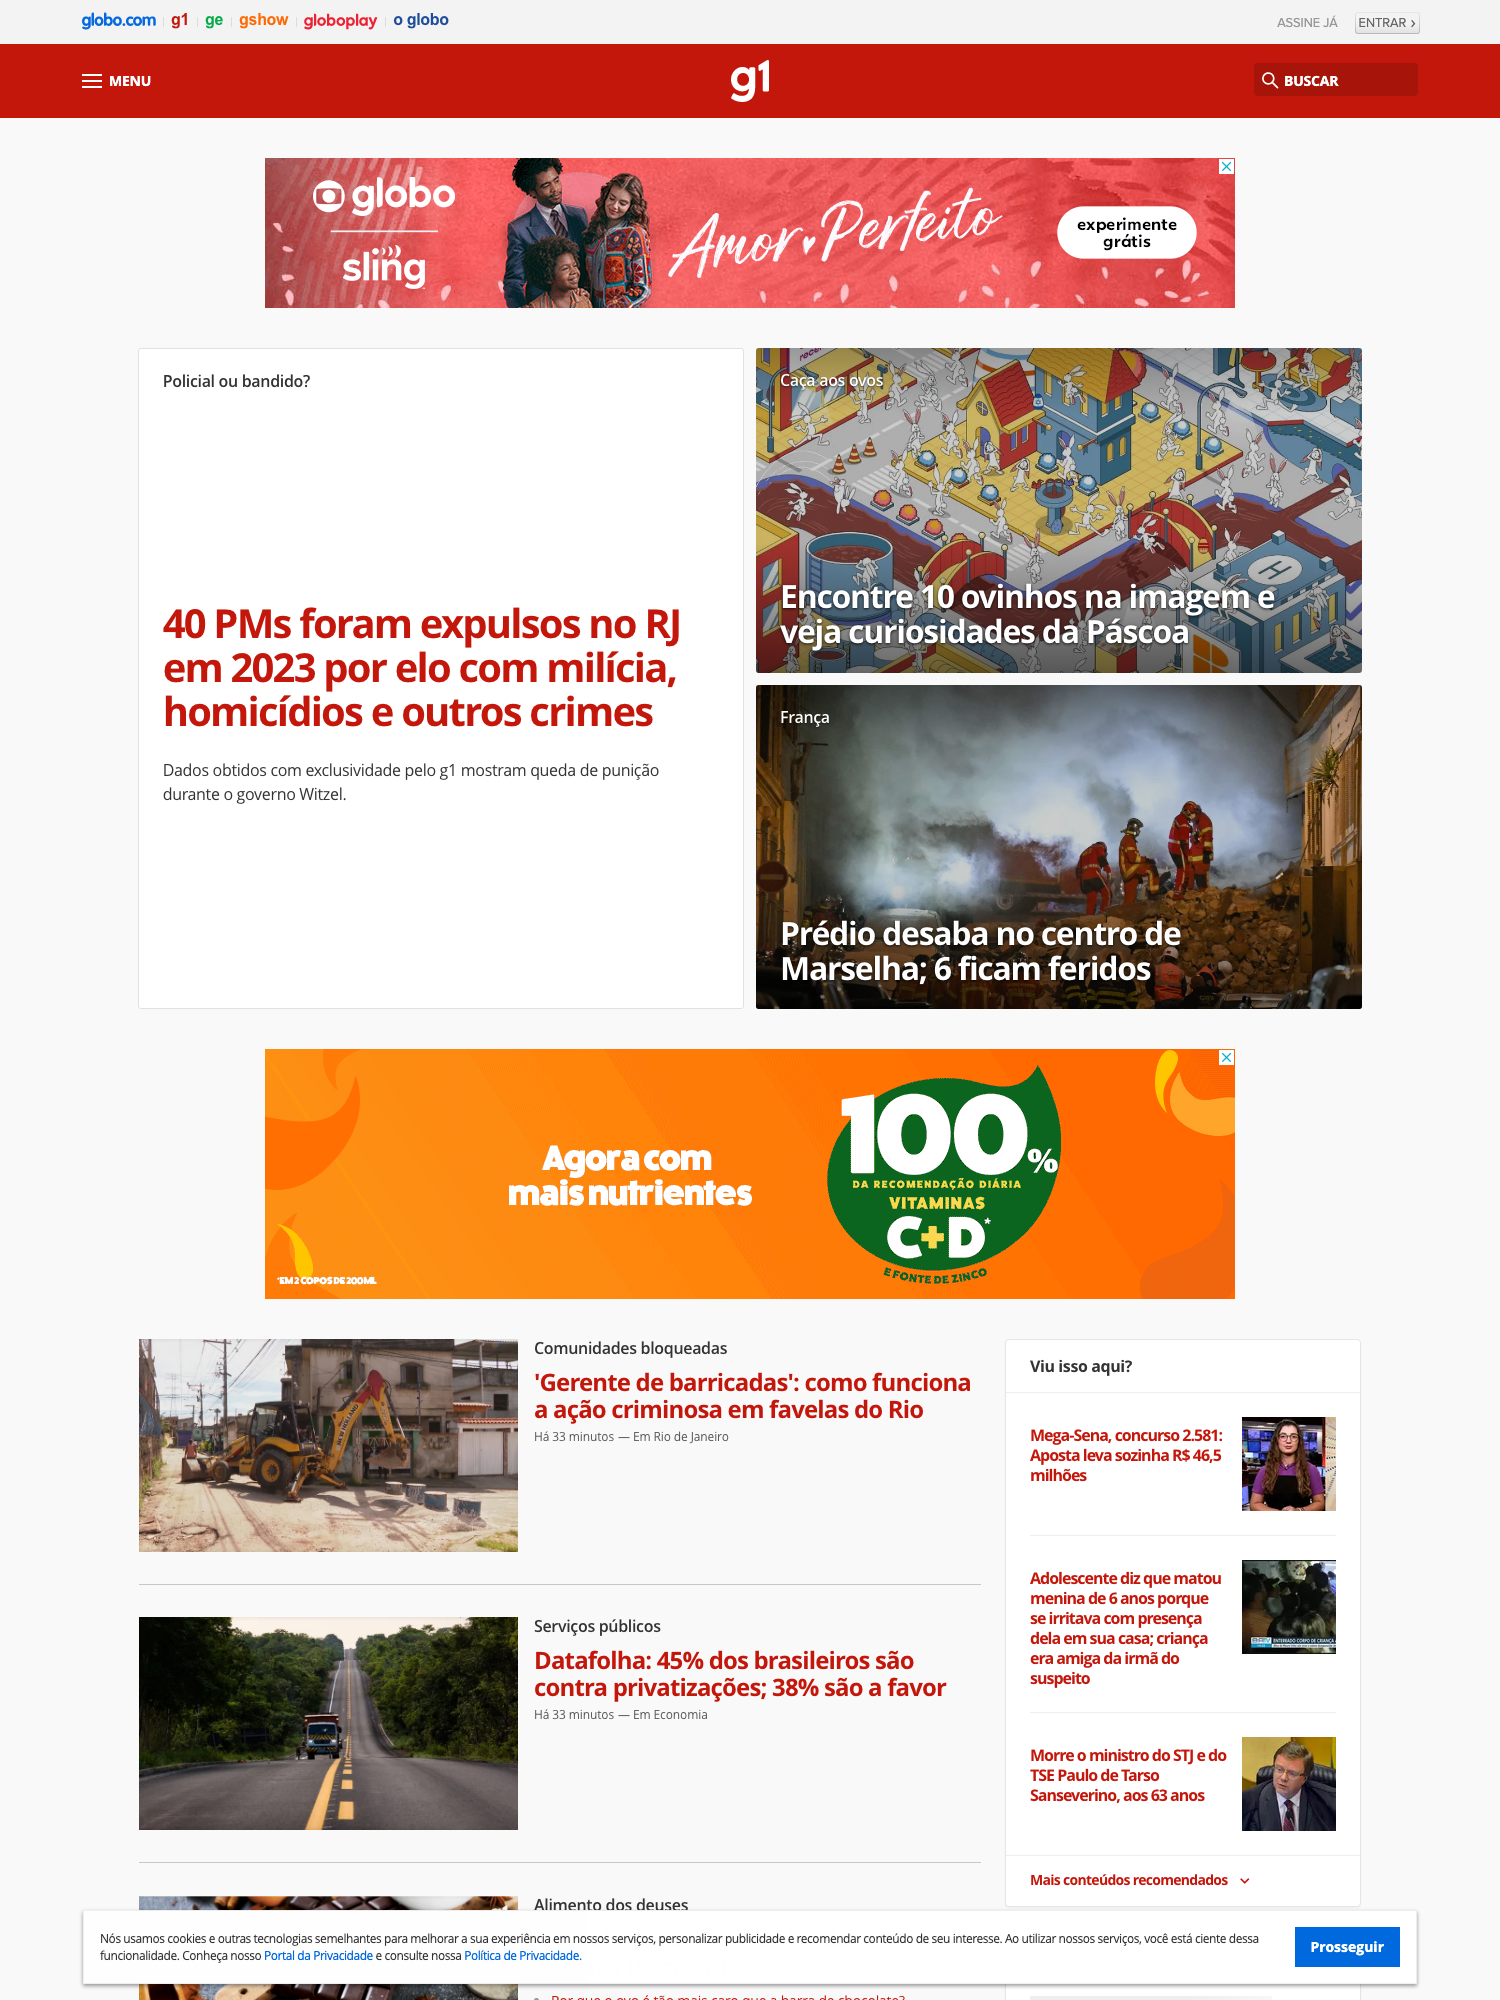 globo.com g1 ge gshow globoplay o globo
ASSINE JÁ ENTRAR ›
MENU
g1
BUSCAR
globo
sling
Amor Perfeito
experimente
grátis
Policial ou bandido?
40 PMs foram expulsos no RJ
em 2023 por elo com milícia,
homicídios e outros crimes
Dados obtidos com exclusividade pelo g1 mostram queda de punição
durante o governo Witzel.
Caça aos ovos
Encontre 10 ovinhos na imagem e
veja curiosidades da Páscoa
França
Prédio desaba no centro de
Marselha; 6 ficam feridos
Agora com
mais nutrientes
*EM 2 COPOS DE 200ML
100%
DA RECOMENDAÇÃO DIÁRIA
VITAMINAS
C+D*
E FONTE DE ZINCO
Comunidades bloqueadas
'Gerente de barricadas': como funciona
a ação criminosa em favelas do Rio
Há 33 minutos — Em Rio de Janeiro
NEW HOLLAND
Serviços públicos
Datafolha: 45% dos brasileiros são
contra privatizações; 38% são a favor
Há 33 minutos — Em Economia
Alimento dos deuses
Por que o ovo é tão mais caro que a barra de chocolate?
Viu isso aqui?
Mega-Sena, concurso 2.581:
Aposta leva sozinha R$ 46,5
milhões
Adolescente diz que matou
menina de 6 anos porque
se irritava com presença
dela em sua casa; criança
era amiga da irmã do
suspeito
ENTERRADO CORPO DE CRIANÇA
Morre o ministro do STJ e do
TSE Paulo de Tarso
Sanseverino, aos 63 anos
Mais conteúdos recomendados
Nós usamos cookies e outras tecnologias semelhantes para melhorar a sua experiência em nossos serviços, personalizar publicidade e recomendar conteúdo de seu interesse. Ao utilizar nossos serviços, você está ciente dessa
funcionalidade. Conheça nosso Portal da Privacidade e consulte nossa Política de Privacidade.
Prosseguir